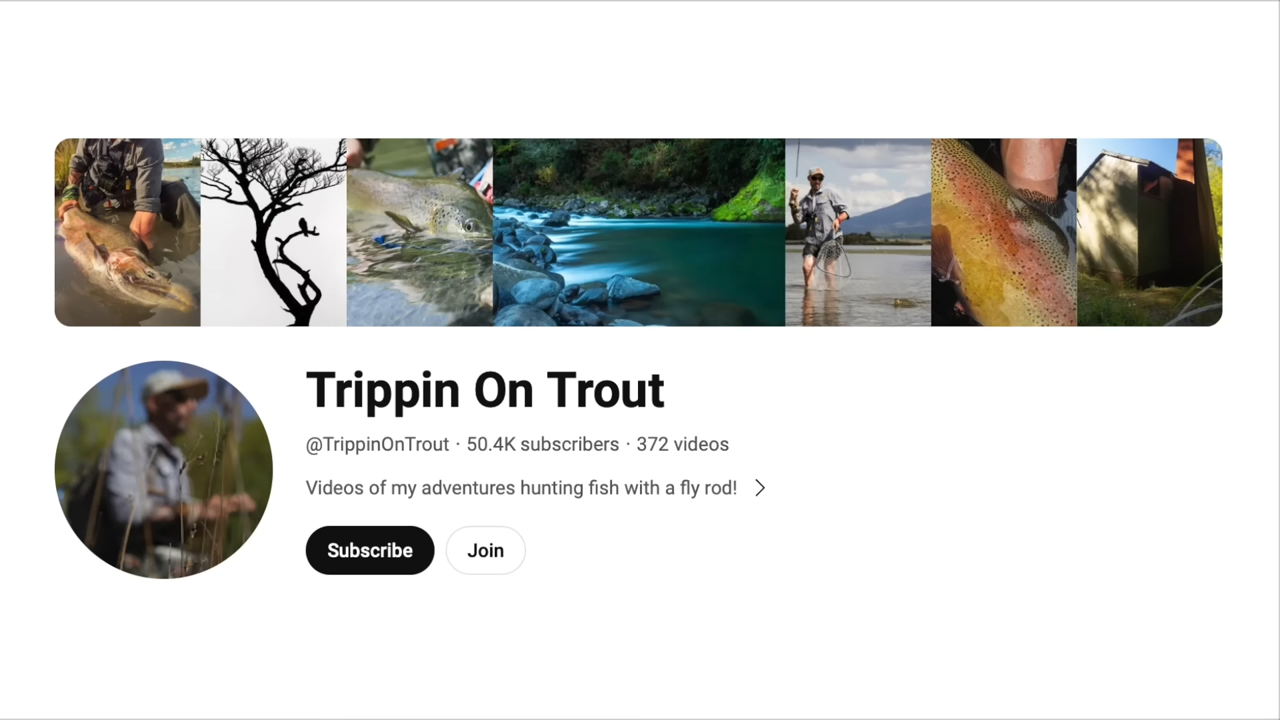 Trippin On Trout
@TrippinOnTrout · 50.4K subscribers · 372 videos
Videos of my adventures hunting fish with a fly rod!
Subscribe
Join